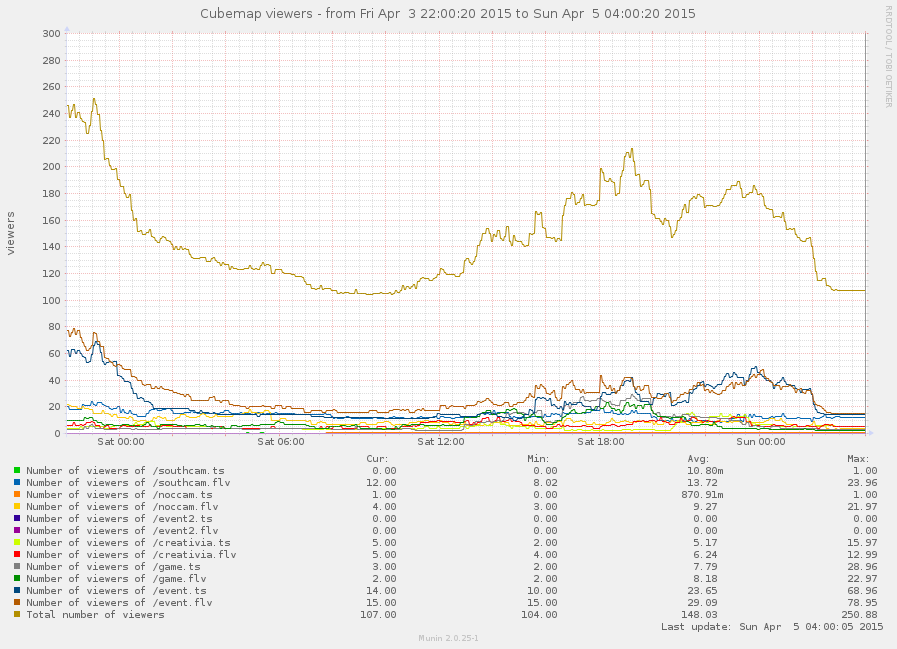 Cubemap viewers - from Fri Apr  3 22:00:20 2015 to Sun Apr  5 04:00:20 2015
RRDTOOL / TOBI OETIKER
viewers
300
280
260
240
220
200
180
160
140
120
100
80
60
40
20
0
Sat 00:00 Sat 06:00 Sat 12:00 Sat 18:00 Sun 00:00
Cur: Min: Avg: Max:
Number of viewers of /southcam.ts 0.00 0.00 10.80m 1.00
Number of viewers of /southcam.flv 12.00 8.02 13.72 23.96
Number of viewers of /noccam.ts 1.00 0.00 870.91m 1.00
Number of viewers of /noccam.flv 4.00 3.00 9.27 21.97
Number of viewers of /event2.ts 0.00 0.00 0.00 0.00
Number of viewers of /event2.flv 0.00 0.00 0.00 0.00
Number of viewers of /creativia.ts 5.00 2.00 5.17 15.97
Number of viewers of /creativia.flv 5.00 4.00 6.24 12.99
Number of viewers of /game.ts 3.00 2.00 7.79 28.96
Number of viewers of /game.flv 2.00 2.00 8.18 22.97
Number of viewers of /event.ts 14.00 10.00 23.65 68.96
Number of viewers of /event.flv 15.00 15.00 29.09 78.95
Total number of viewers 107.00 104.00 148.03 250.88
Last update: Sun Apr  5 04:00:05 2015
Munin 2.0.25-1